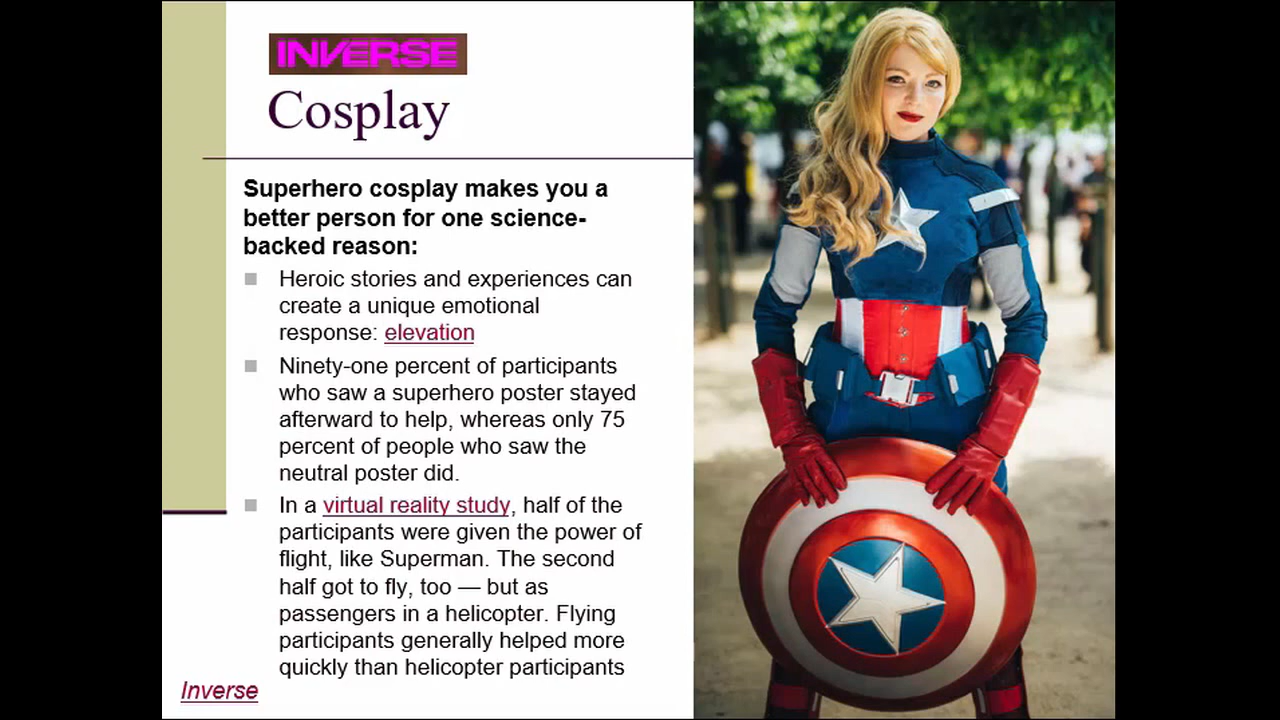 INVERSE
Cosplay
Superhero cosplay makes you a
better person for one science-
backed reason:
Heroic stories and experiences can
create a unique emotional
response: elevation
Ninety-one percent of participants
who saw a superhero poster stayed
afterward to help, whereas only 75
percent of people who saw the
neutral poster did.
In a virtual reality study, half of the
participants were given the power of
flight, like Superman. The second
half got to fly, too — but as
passengers in a helicopter. Flying
participants generally helped more
quickly than helicopter participants
Inverse